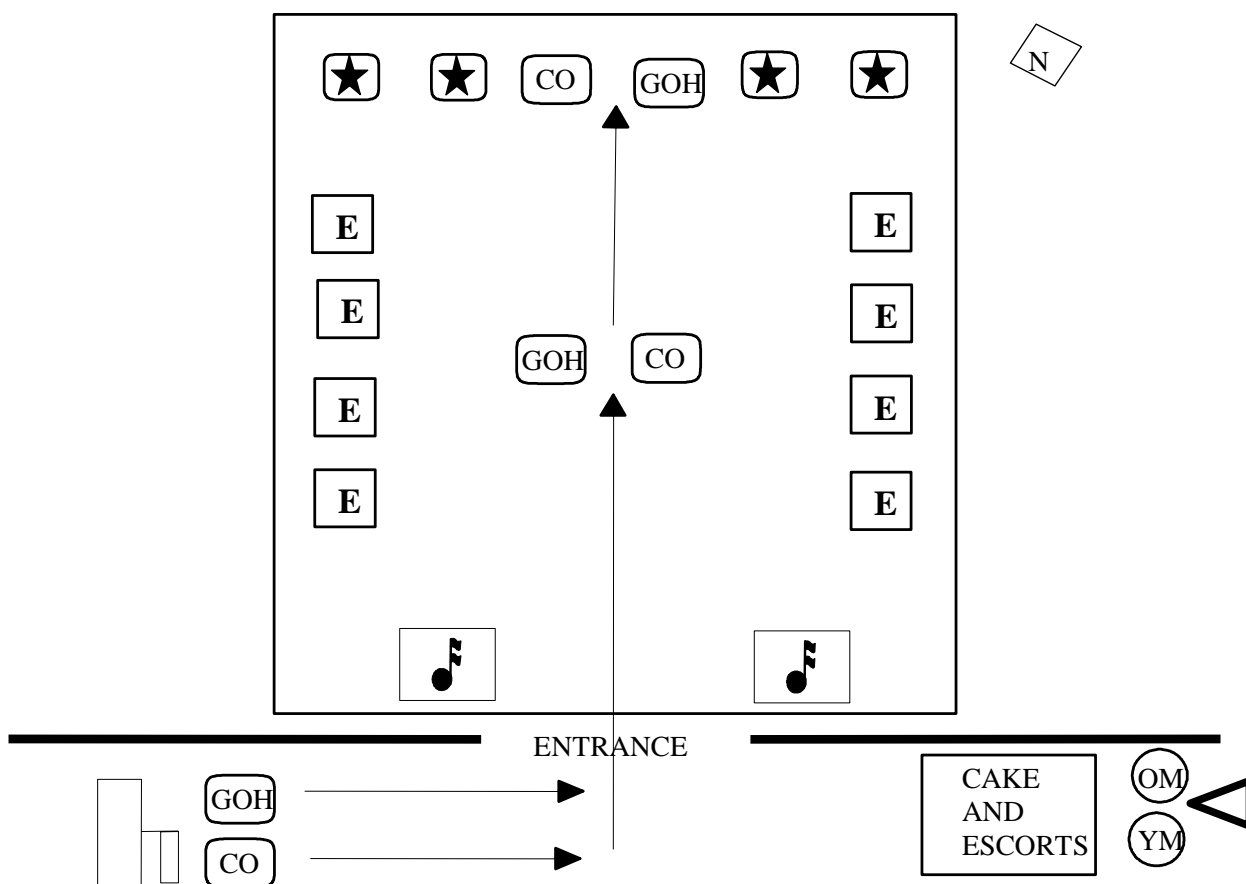 CO GOH
N
E E
E E
GOH CO
E E
E E
ENTRANCE
GOH
CO
CAKE
AND
ESCORTS
OM
YM